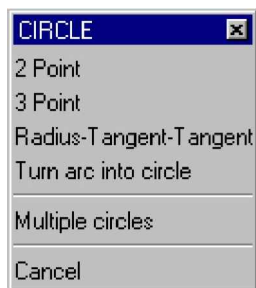 CIRCLE
2 Point
3 Point
Radius-Tangent-Tangent
Turn arc into circle
Multiple circles
Cancel